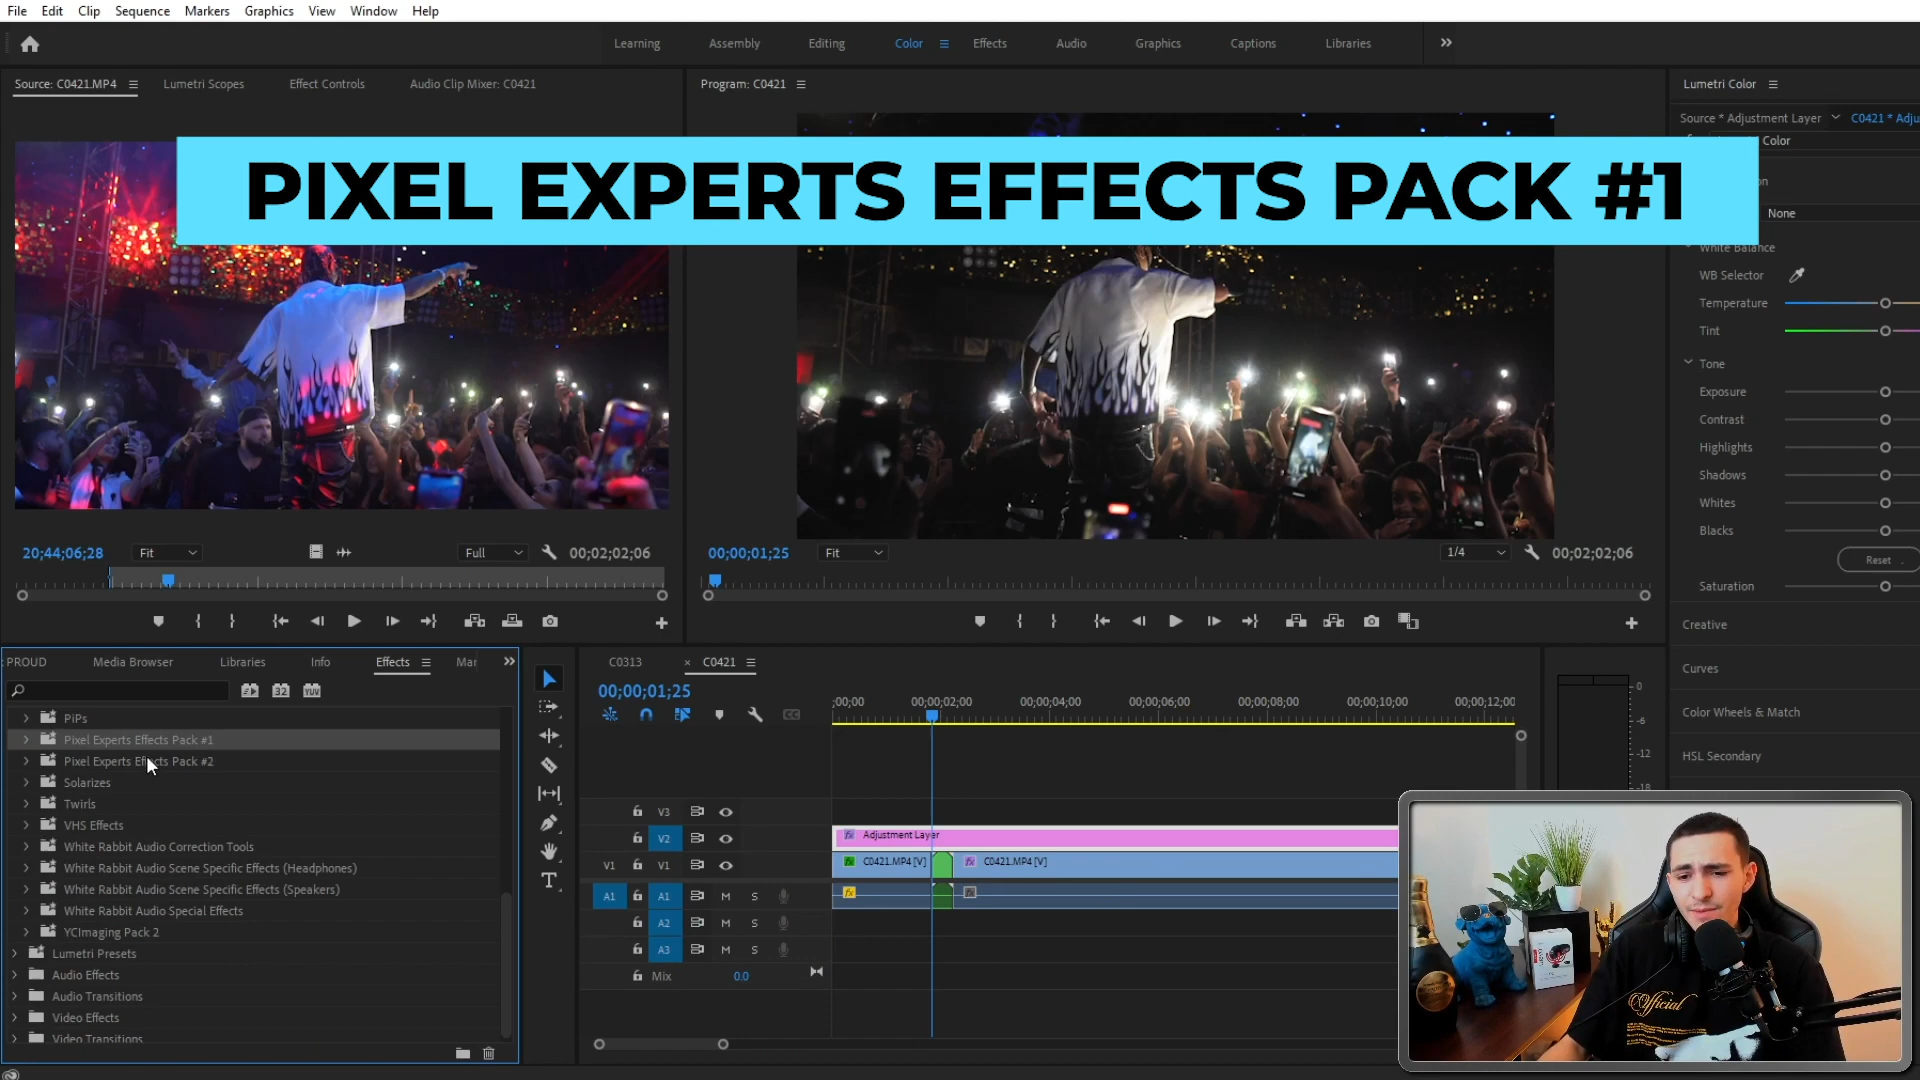 File Edit Clip Sequence Markers Graphics View Window Help
Learning Assembly Editing Color Effects Audio Graphics Captions Libraries
Source: C0421.MP4 Lumetri Scopes Effect Controls Audio Clip Mixer: C0421
Program: C0421
Lumetri Color
Source * Adjustment Layer C0421 * Adju
Color
PIXEL EXPERTS EFFECTS PACK #1
None
White Balance
WB Selector
Temperature
Tint
Tone
Exposure
Contrast
Highlights
Shadows
Whites
Blacks
Reset
Saturation
Creative
Curves
Color Wheels & Match
HSL Secondary
20;44;06;28 Fit Full 00;02;02;06
00;00;01;25 Fit 1/4 00;02;02;06
PROUD Media Browser Libraries Info Effects Mar
32 YUV
PiPs
Pixel Experts Effects Pack #1
Pixel Experts Effects Pack #2
Solarizes
Twirls
VHS Effects
White Rabbit Audio Correction Tools
White Rabbit Audio Scene Specific Effects (Headphones)
White Rabbit Audio Scene Specific Effects (Speakers)
White Rabbit Audio Special Effects
YCImaging Pack 2
Lumetri Presets
Audio Effects
Audio Transitions
Video Effects
Video Transitions
C0313 × C0421
00;00;01;25
;00;00 00;00;02;00 00;00;04;00 00;00;06;00 00;00;08;00 00;00;10;00 00;00;12;00
CC
V3
V2 fx Adjustment Layer
V1 V1 fx C0421.MP4 [V] fx C0421.MP4 [V]
A1 A1 M S fx fx
A2 M S
A3 M S
Mix 0.0
0
-6
-12
-18
Official